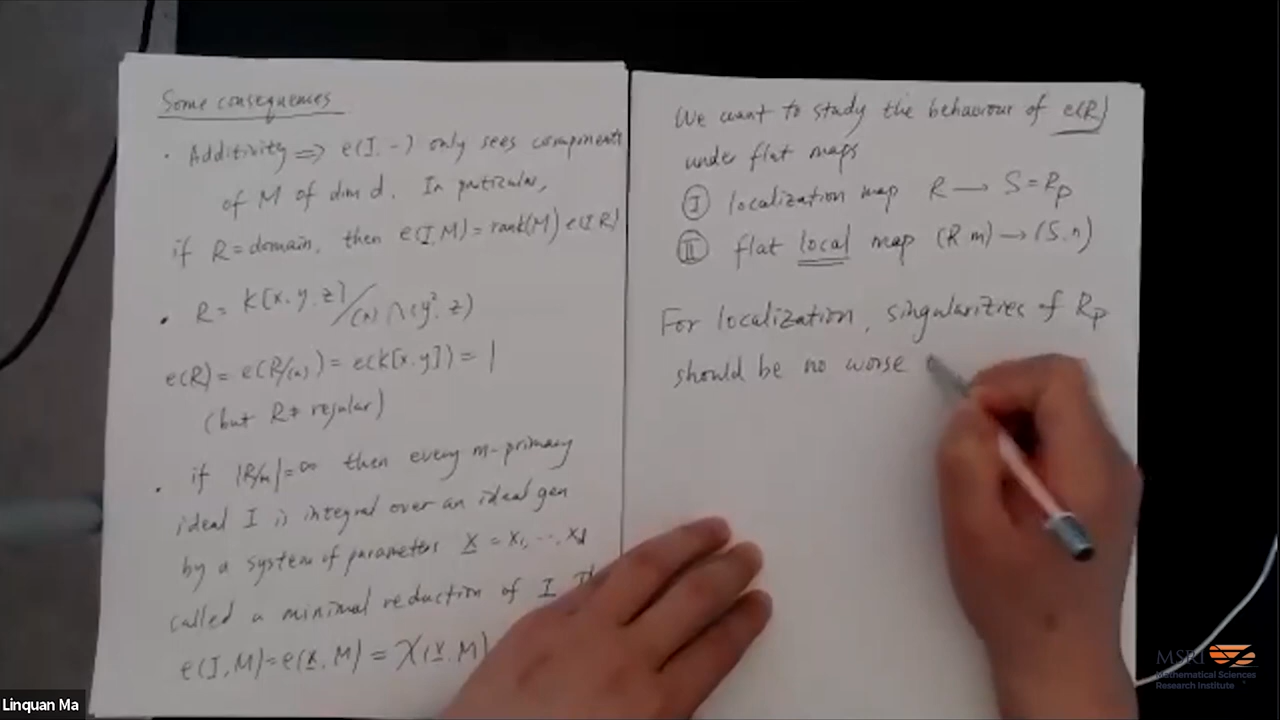 Some consequences
· Additivity ⟹ e(I, -) only sees components
of M of dim d. In particular,
if R = domain, then e(I,M) = rank(M) e(I,R)
· R = k[x,y,z]/(x)∩(y², z)
e(R) = e(R/(x)) = e(k[x,y]) = 1
(but R ≠ regular)
· if |R/m| = ∞ then every m-primary
ideal I is integral over an ideal gen
by a system of parameters x = x₁, ..., x_d
called a minimal reduction of I
e(I,M) = e(x, M) = χ(x, M)
We want to study the behaviour of e(R)
under flat maps
Ⅰ localization map R ⟶ S = R_P
Ⅱ flat local map (R, m) ⟶ (S, n)
For localization, singularities of R_P
should be no worse
Linquan Ma
MSRI
Mathematical Sciences
Research Institute